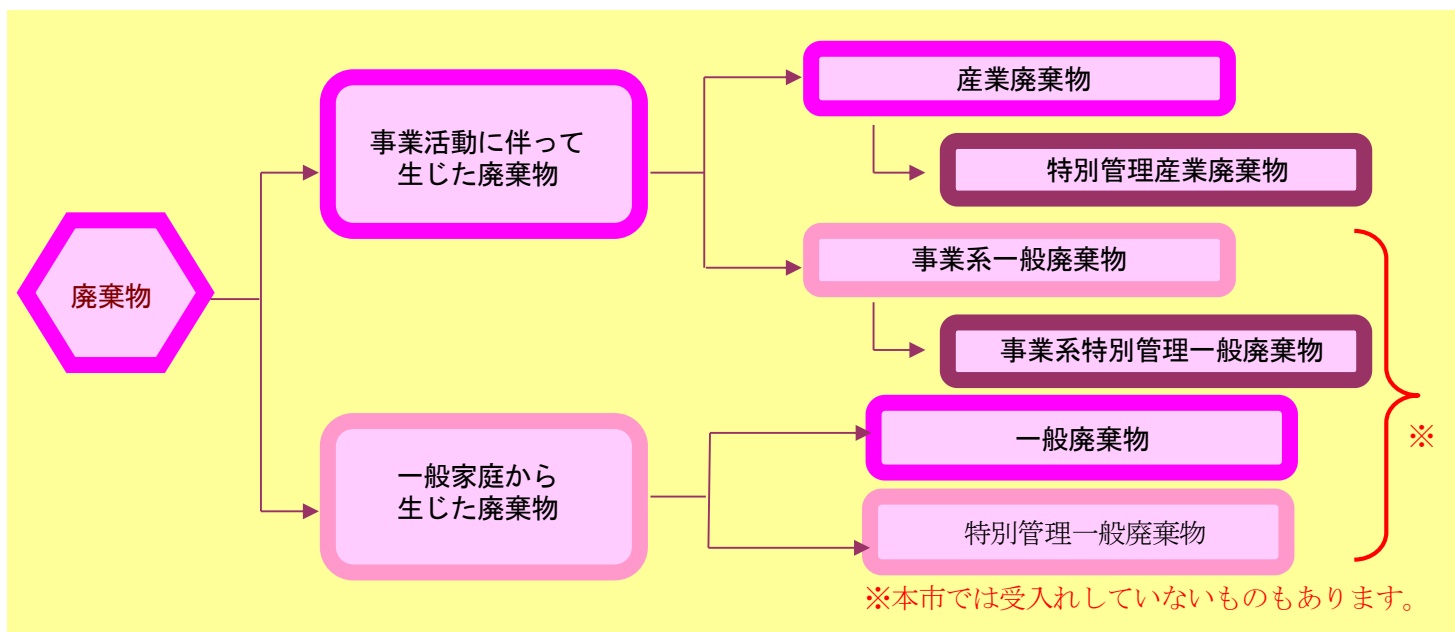 廃棄物
事業活動に伴って
生じた廃棄物
産業廃棄物
特別管理産業廃棄物
事業系一般廃棄物
事業系特別管理一般廃棄物
一般家庭から
生じた廃棄物
一般廃棄物
特別管理一般廃棄物
※
※本市では受入れしていないものもあります。